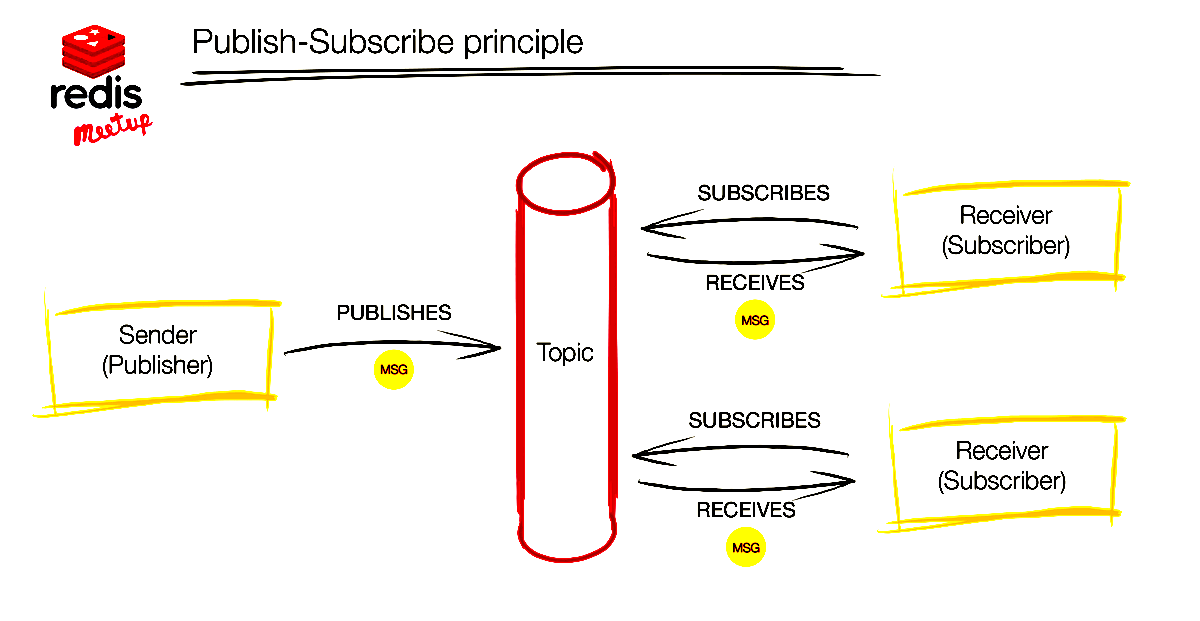 redis
Meetup
Publish-Subscribe principle
Sender
(Publisher)
PUBLISHES
MSG
Topic
SUBSCRIBES
RECEIVES
MSG
Receiver
(Subscriber)
SUBSCRIBES
RECEIVES
MSG
Receiver
(Subscriber)